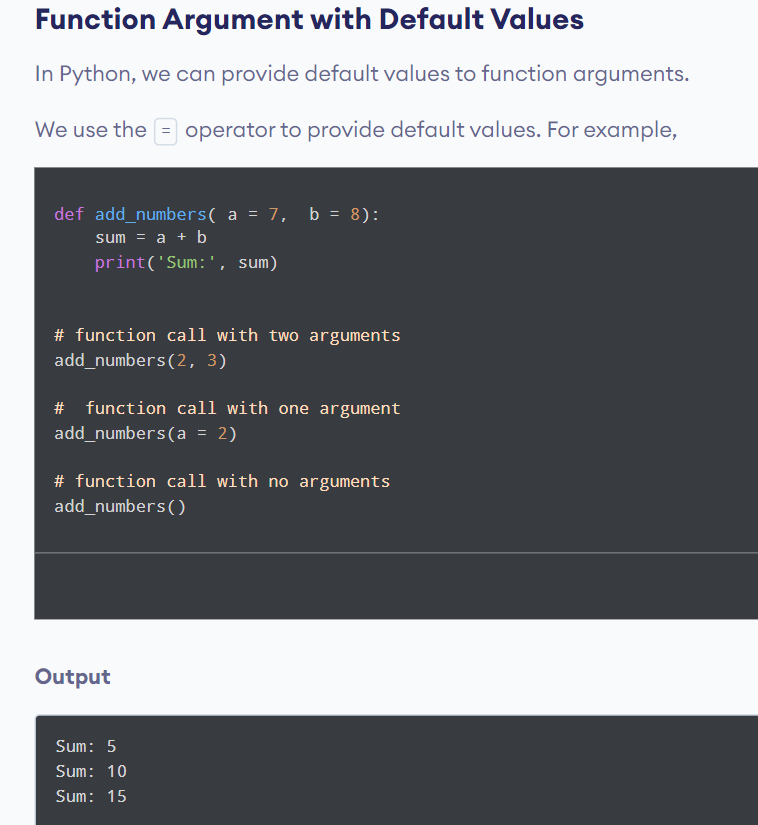 Function Argument with Default Values
In Python, we can provide default values to function arguments.
We use the = operator to provide default values. For example,
def add_numbers( a = 7,  b = 8):
    sum = a + b
    print('Sum:', sum)
# function call with two arguments
add_numbers(2, 3)
#  function call with one argument
add_numbers(a = 2)
# function call with no arguments
add_numbers()
Output
Sum: 5
Sum: 10
Sum: 15